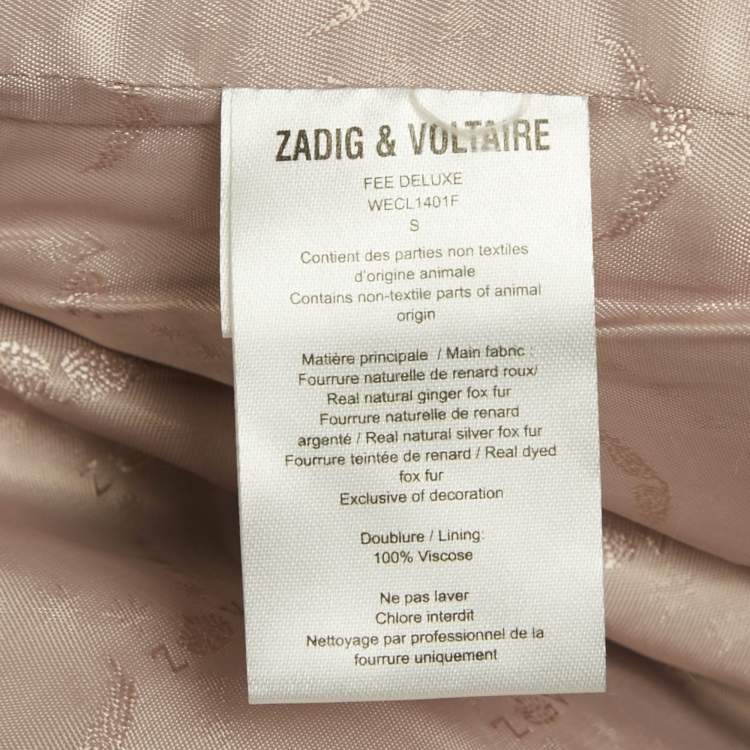 ZADIG & VOLTAIRE
FEE DELUXE
WECL1401F
S
Contient des parties non textiles
d'origine animale
Contains non-textile parts of animal
origin
Matière principale / Main fabric :
Fourrure naturelle de renard roux/
Real natural ginger fox fur
Fourrure naturelle de renard
argenté / Real natural silver fox fur
Fourrure teintée de renard / Real dyed
fox fur
Exclusive of decoration
Doublure / Lining:
100% Viscose
Ne pas laver
Chlore interdit
Nettoyage par professionnel de la
fourrure uniquement